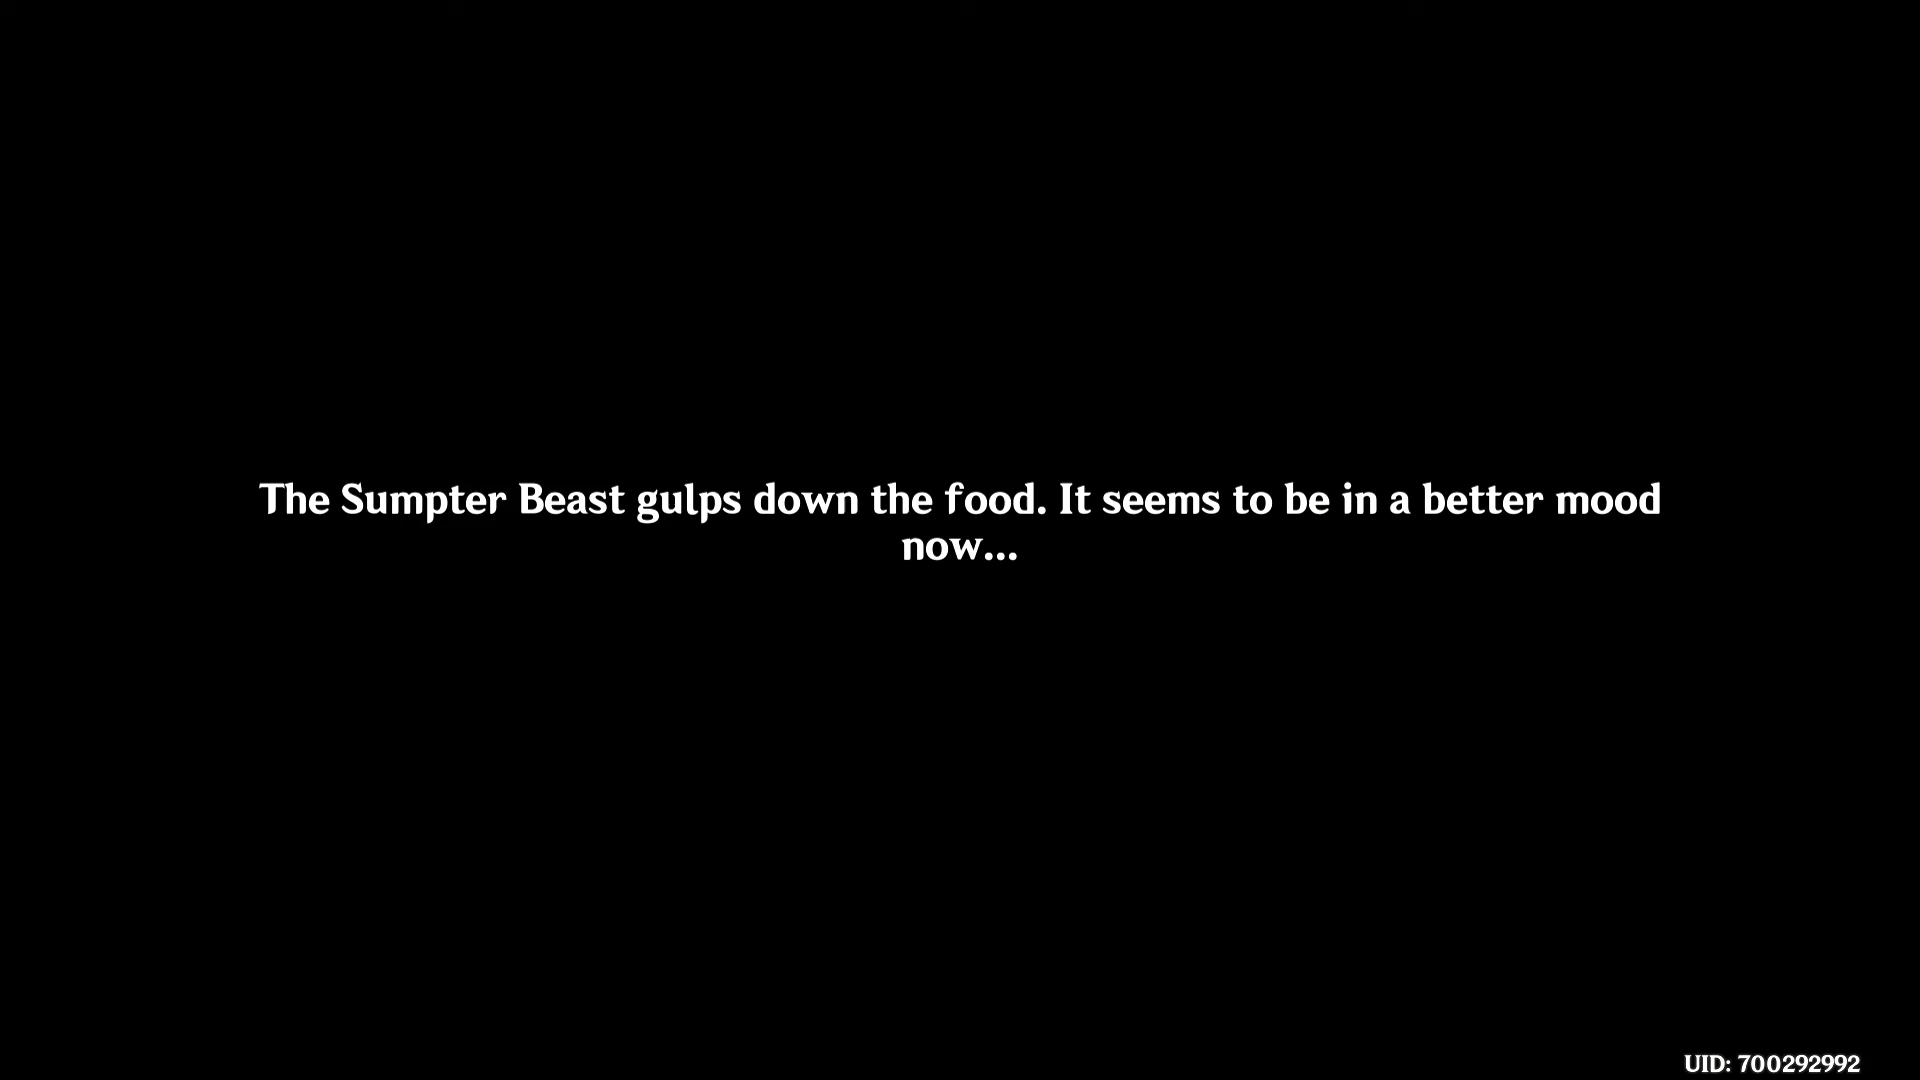 The Sumpter Beast gulps down the food. It seems to be in a better mood
now...
UID: 700292992